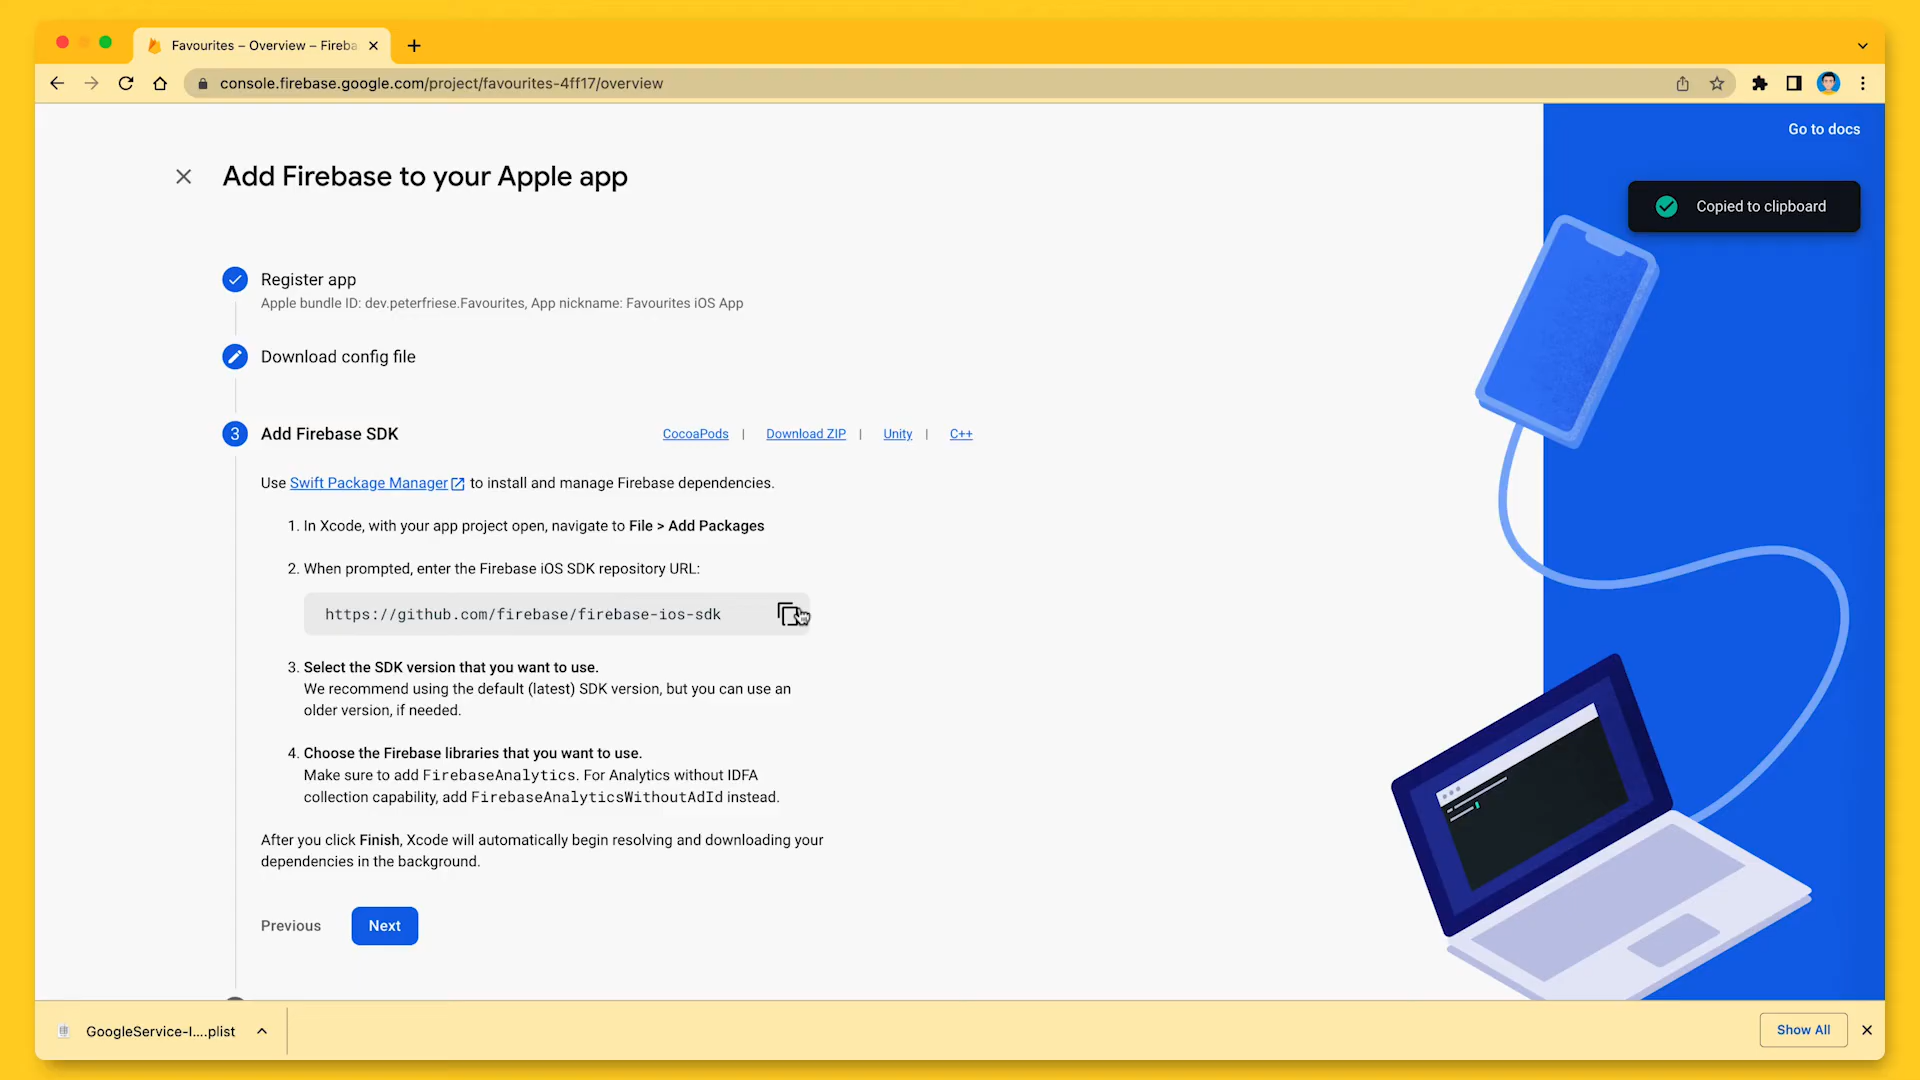 Favourites – Overview – Fireba
console.firebase.google.com/project/favourites-4ff17/overview
Go to docs
Add Firebase to your Apple app
Copied to clipboard
Register app
Apple bundle ID: dev.peterfriese.Favourites, App nickname: Favourites iOS App
Download config file
3 Add Firebase SDK CocoaPods | Download ZIP | Unity | C++
Use Swift Package Manager to install and manage Firebase dependencies.
1. In Xcode, with your app project open, navigate to File > Add Packages
2. When prompted, enter the Firebase iOS SDK repository URL:
https://github.com/firebase/firebase-ios-sdk
3. Select the SDK version that you want to use.
We recommend using the default (latest) SDK version, but you can use an
older version, if needed.
4. Choose the Firebase libraries that you want to use.
Make sure to add FirebaseAnalytics. For Analytics without IDFA
collection capability, add FirebaseAnalyticsWithoutAdId instead.
After you click Finish, Xcode will automatically begin resolving and downloading your
dependencies in the background.
Previous Next
GoogleService-I....plist
Show All